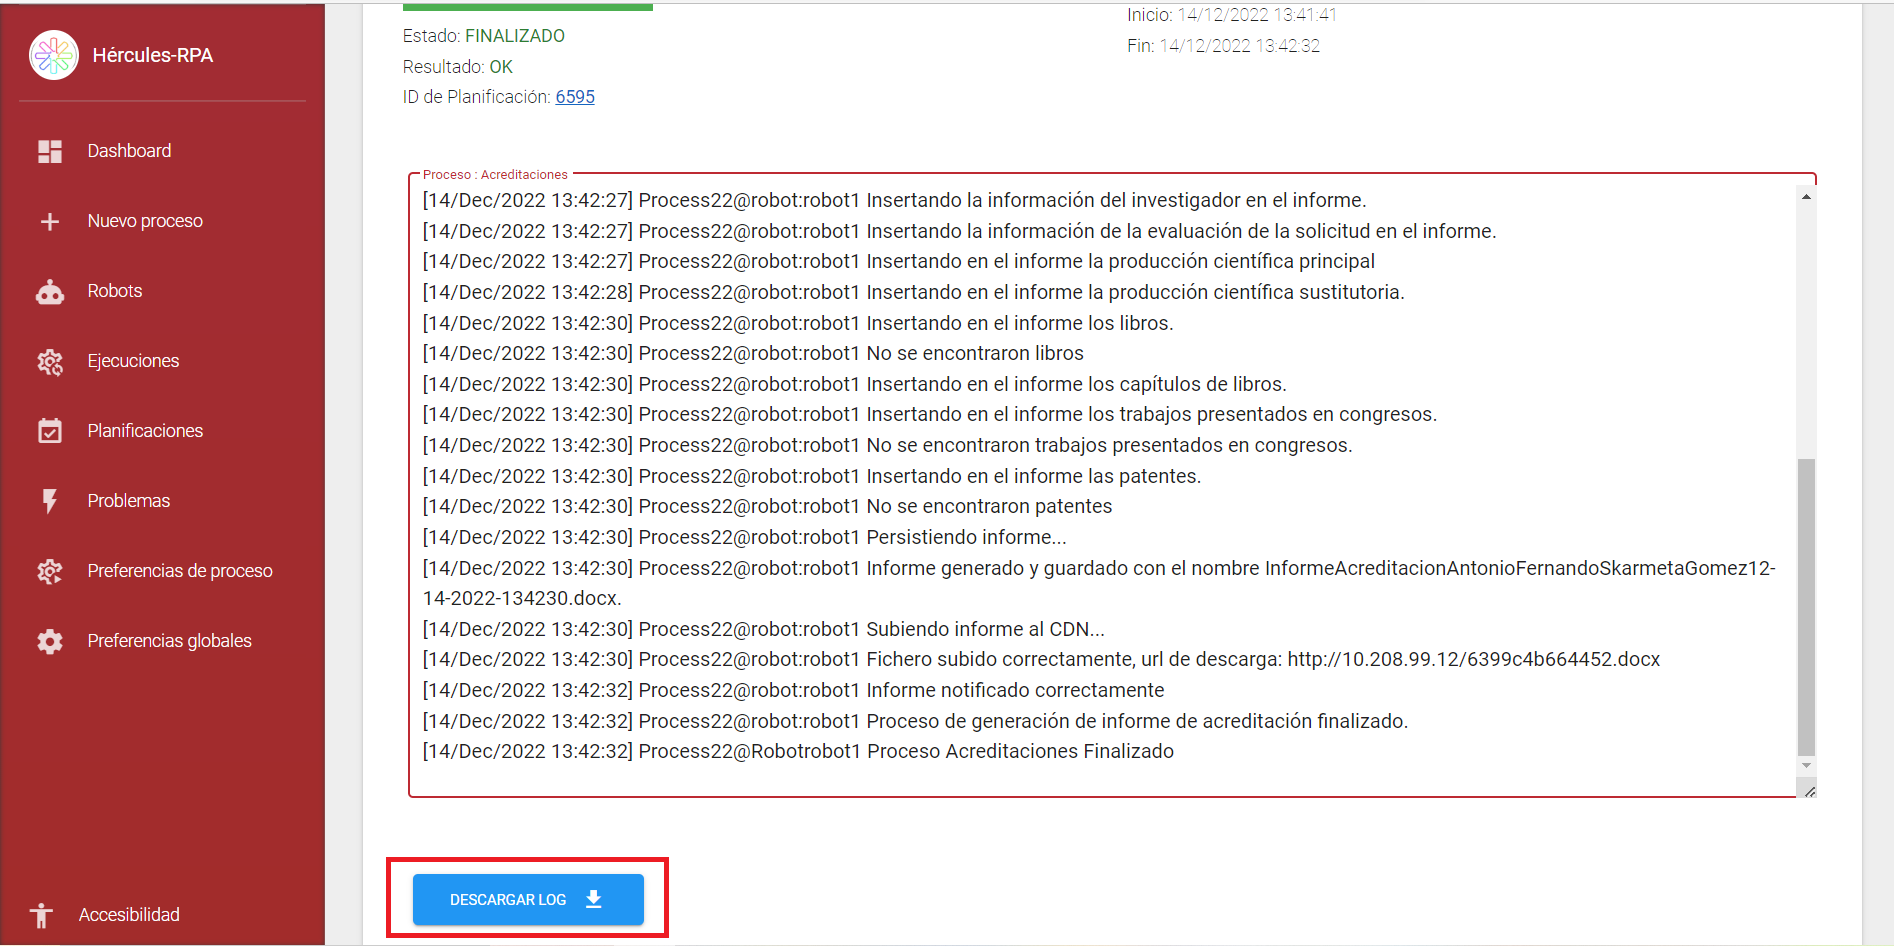 Hércules-RPA
Dashboard
Nuevo proceso
Robots
Ejecuciones
Planificaciones
Problemas
Preferencias de proceso
Preferencias globales
Accesibilidad
Estado: FINALIZADO
Resultado: OK
ID de Planificación: 6595
Inicio: 14/12/2022 13:41:41
Fin: 14/12/2022 13:42:32
Proceso : Acreditaciones
[14/Dec/2022 13:42:27] Process22@robot:robot1 Insertando la información del investigador en el informe.
[14/Dec/2022 13:42:27] Process22@robot:robot1 Insertando la información de la evaluación de la solicitud en el informe.
[14/Dec/2022 13:42:27] Process22@robot:robot1 Insertando en el informe la producción científica principal
[14/Dec/2022 13:42:28] Process22@robot:robot1 Insertando en el informe la producción científica sustitutoria.
[14/Dec/2022 13:42:30] Process22@robot:robot1 Insertando en el informe los libros.
[14/Dec/2022 13:42:30] Process22@robot:robot1 No se encontraron libros
[14/Dec/2022 13:42:30] Process22@robot:robot1 Insertando en el informe los capítulos de libros.
[14/Dec/2022 13:42:30] Process22@robot:robot1 Insertando en el informe los trabajos presentados en congresos.
[14/Dec/2022 13:42:30] Process22@robot:robot1 No se encontraron trabajos presentados en congresos.
[14/Dec/2022 13:42:30] Process22@robot:robot1 Insertando en el informe las patentes.
[14/Dec/2022 13:42:30] Process22@robot:robot1 No se encontraron patentes
[14/Dec/2022 13:42:30] Process22@robot:robot1 Persistiendo informe...
[14/Dec/2022 13:42:30] Process22@robot:robot1 Informe generado y guardado con el nombre InformeAcreditacionAntonioFernandoSkarmetaGomez12-
14-2022-134230.docx.
[14/Dec/2022 13:42:30] Process22@robot:robot1 Subiendo informe al CDN...
[14/Dec/2022 13:42:30] Process22@robot:robot1 Fichero subido correctamente, url de descarga: http://10.208.99.12/6399c4b664452.docx
[14/Dec/2022 13:42:32] Process22@robot:robot1 Informe notificado correctamente
[14/Dec/2022 13:42:32] Process22@robot:robot1 Proceso de generación de informe de acreditación finalizado.
[14/Dec/2022 13:42:32] Process22@Robotrobot1 Proceso Acreditaciones Finalizado
DESCARGAR LOG